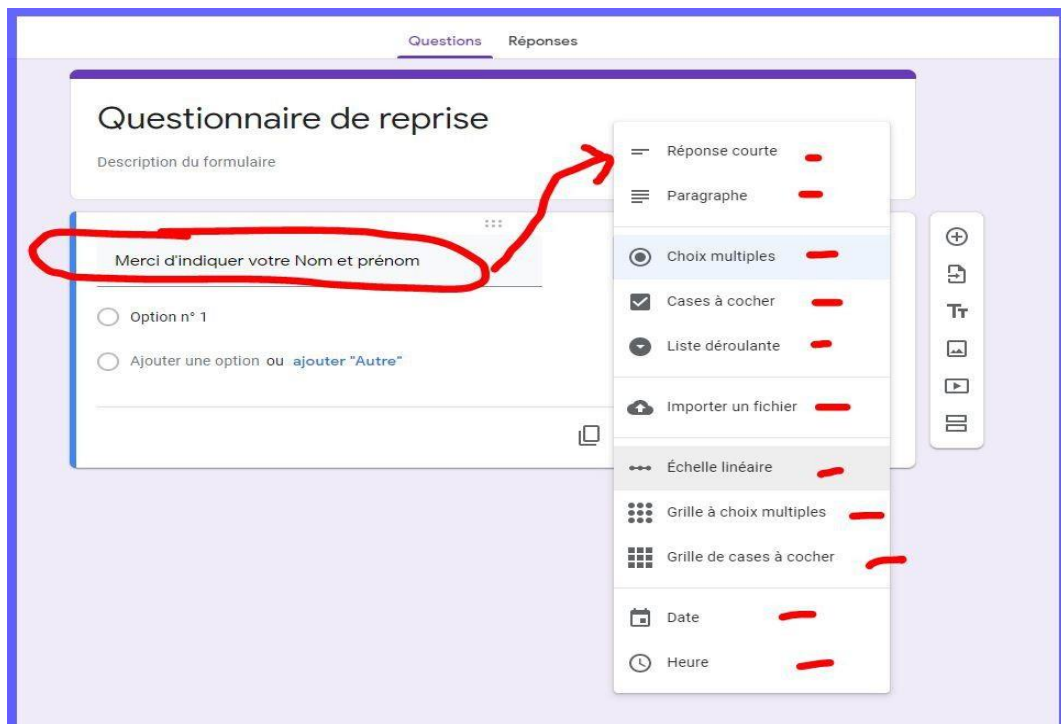 Questions Réponses
Questionnaire de reprise
Description du formulaire
Merci d'indiquer votre Nom et prénom
Option n° 1
Ajouter une option ou ajouter "Autre"
Réponse courte
Paragraphe
Choix multiples
Cases à cocher
Liste déroulante
Importer un fichier
Échelle linéaire
Grille à choix multiples
Grille de cases à cocher
Date
Heure
Tт